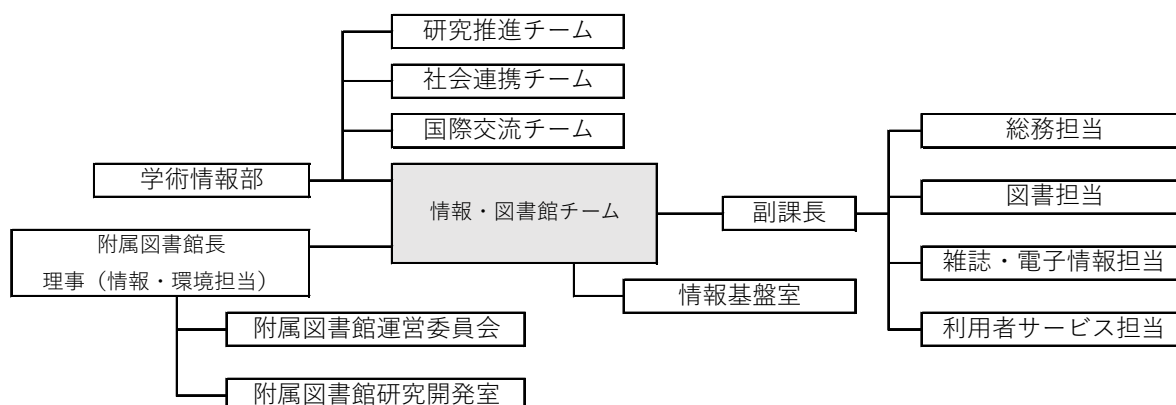 研究推進チーム
社会連携チーム
国際交流チーム
学術情報部
情報・図書館チーム
附属図書館長
理事（情報・環境担当）
附属図書館運営委員会
附属図書館研究開発室
情報基盤室
副課長
総務担当
図書担当
雑誌・電子情報担当
利用者サービス担当